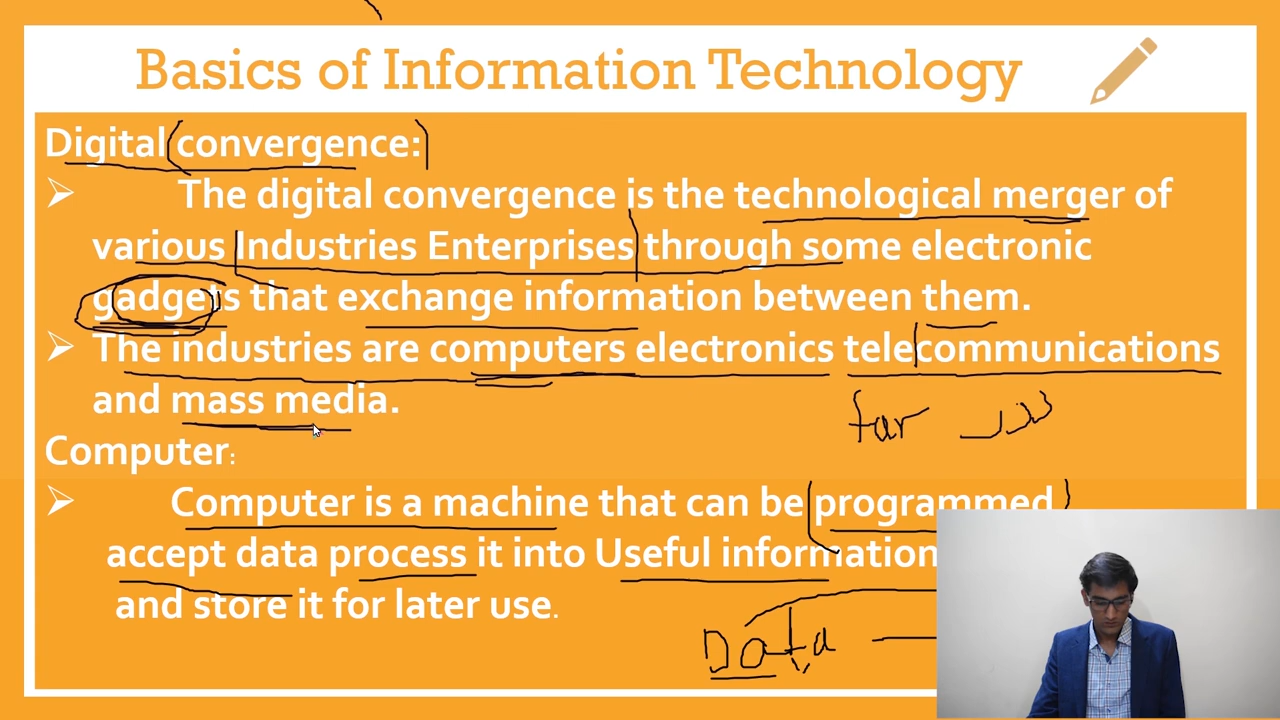 Basics of Information Technology
Digital convergence:
The digital convergence is the technological merger of
various Industries Enterprises through some electronic
gadgets that exchange information between them.
The industries are computers electronics telecommunications
and mass media.
far
Computer:
Computer is a machine that can be programmed
accept data process it into Useful information
and store it for later use.
Data